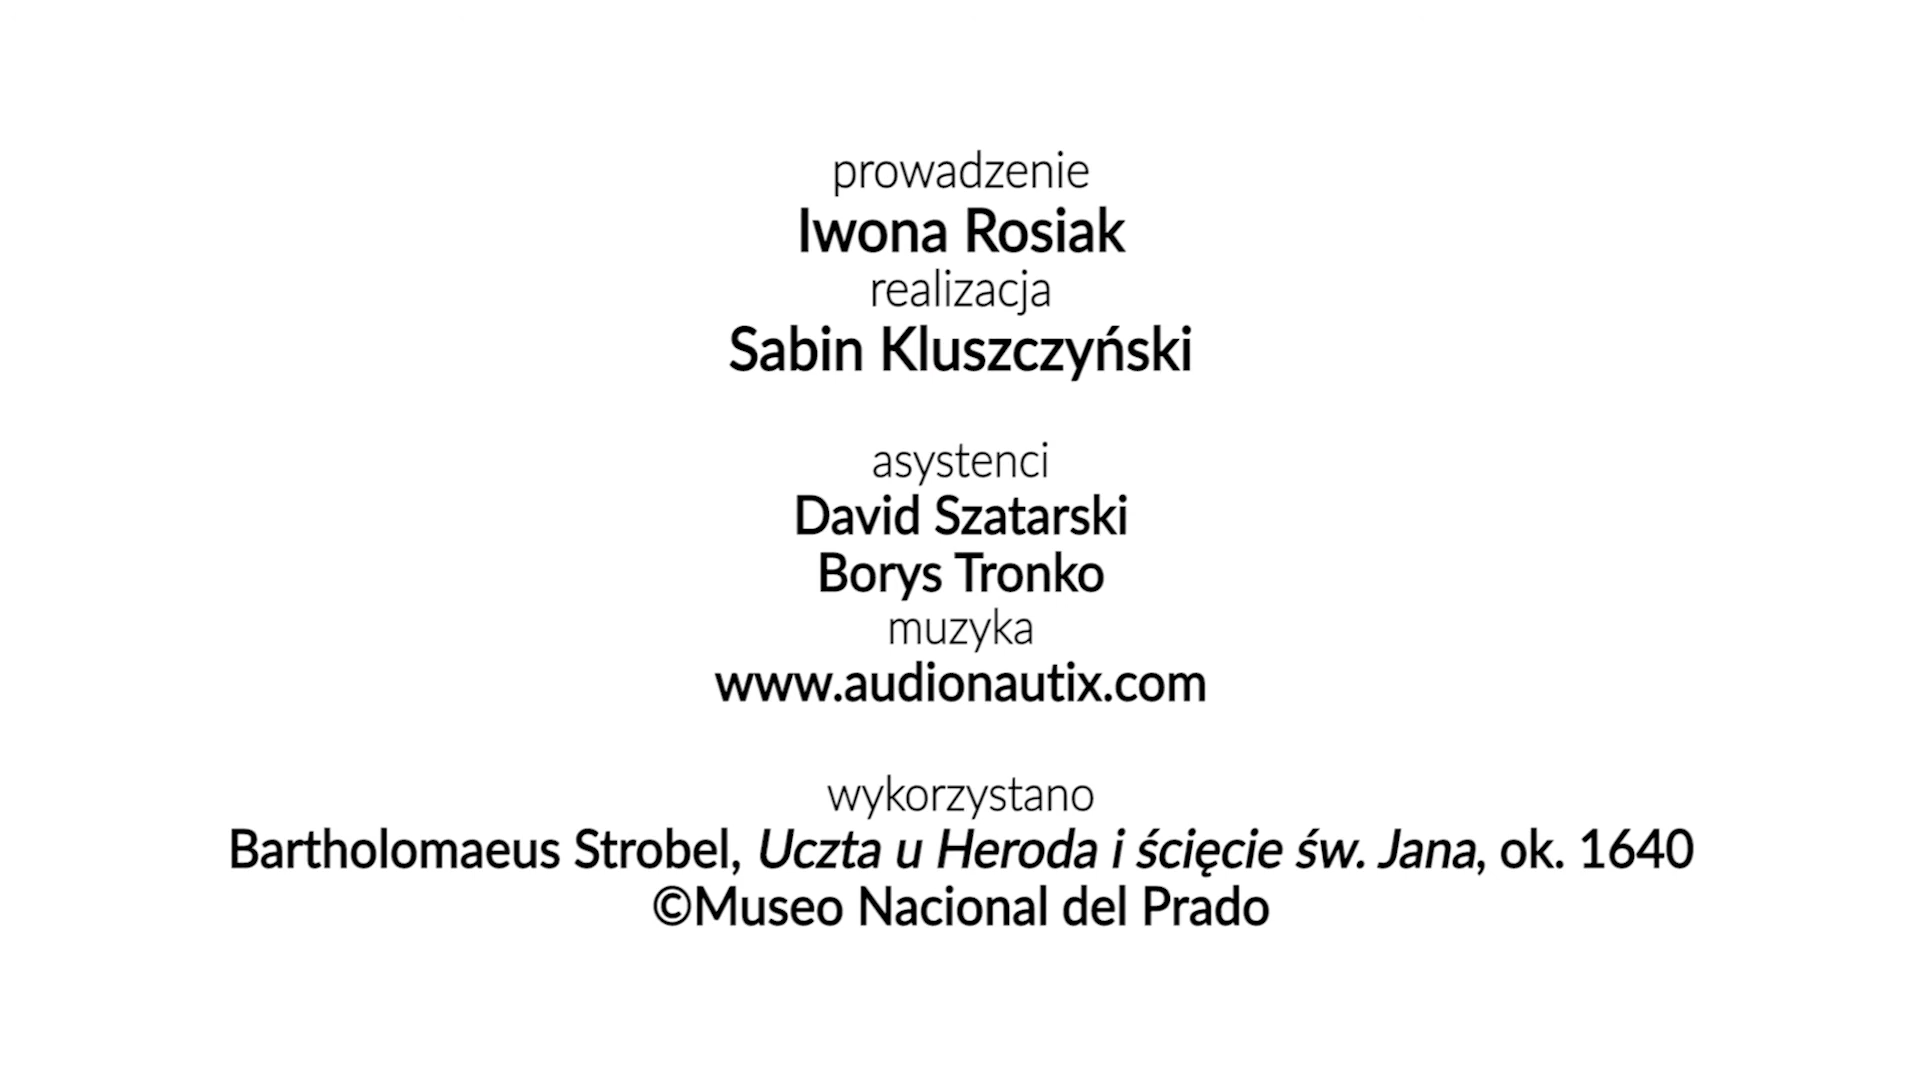 prowadzenie
Iwona Rosiak
realizacja
Sabin Kluszczyński
asystenci
David Szatarski
Borys Tronko
muzyka
www.audionautix.com
wykorzystano
Bartholomaeus Strobel, Uczta u Heroda i ścięcie św. Jana, ok. 1640
©Museo Nacional del Prado